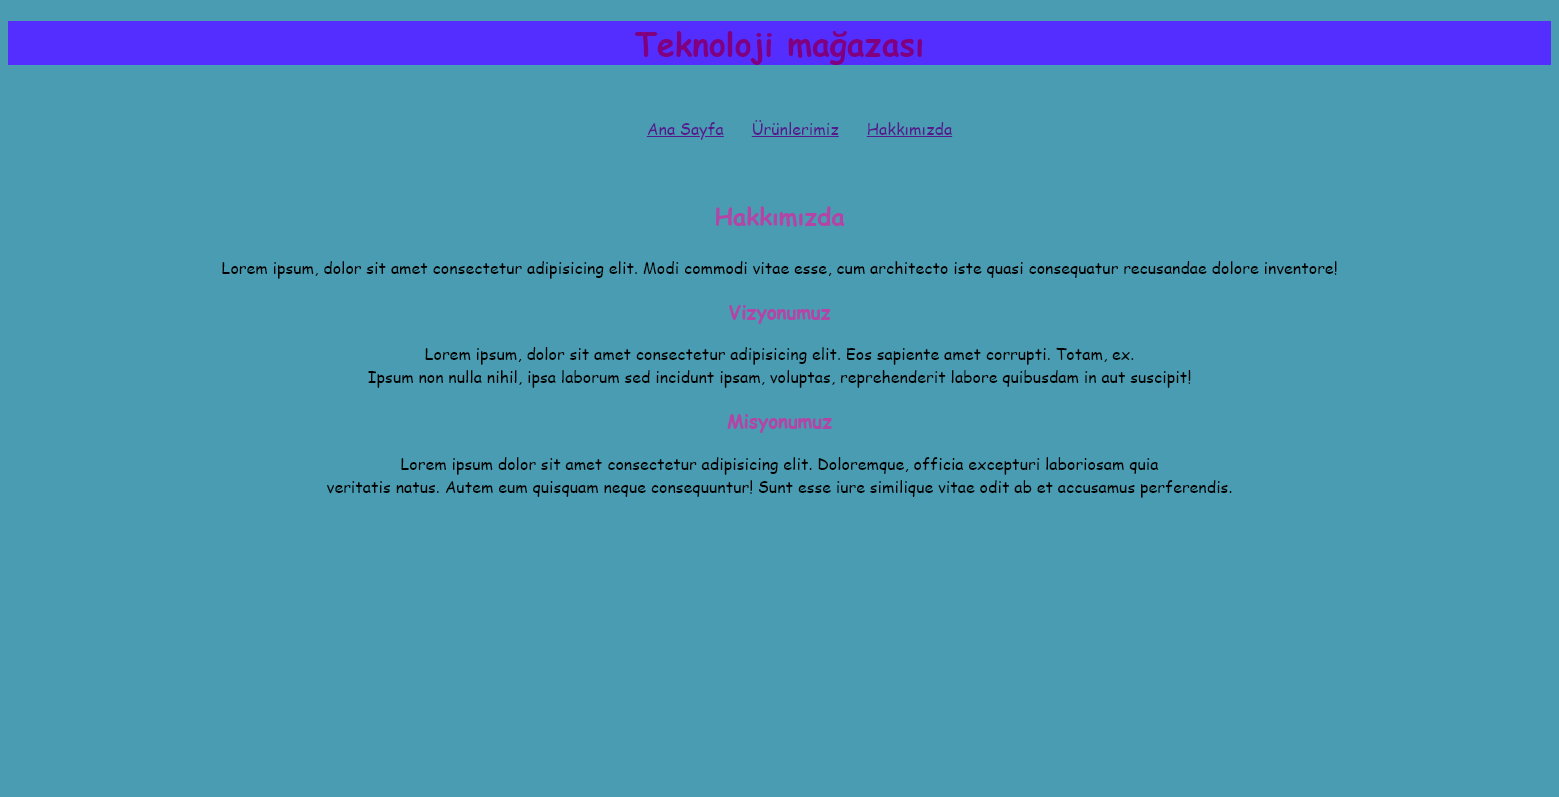 Teknoloji mağazası
Ana Sayfa Ürünlerimiz Hakkımızda
Hakkımızda
Lorem ipsum, dolor sit amet consectetur adipisicing elit. Modi commodi vitae esse, cum architecto iste quasi consequatur recusandae dolore inventore!
Vizyonumuz
Lorem ipsum, dolor sit amet consectetur adipisicing elit. Eos sapiente amet corrupti. Totam, ex.
Ipsum non nulla nihil, ipsa laborum sed incidunt ipsam, voluptas, reprehenderit labore quibusdam in aut suscipit!
Misyonumuz
Lorem ipsum dolor sit amet consectetur adipisicing elit. Doloremque, officia excepturi laboriosam quia
veritatis natus. Autem eum quisquam neque consequuntur! Sunt esse iure similique vitae odit ab et accusamus perferendis.